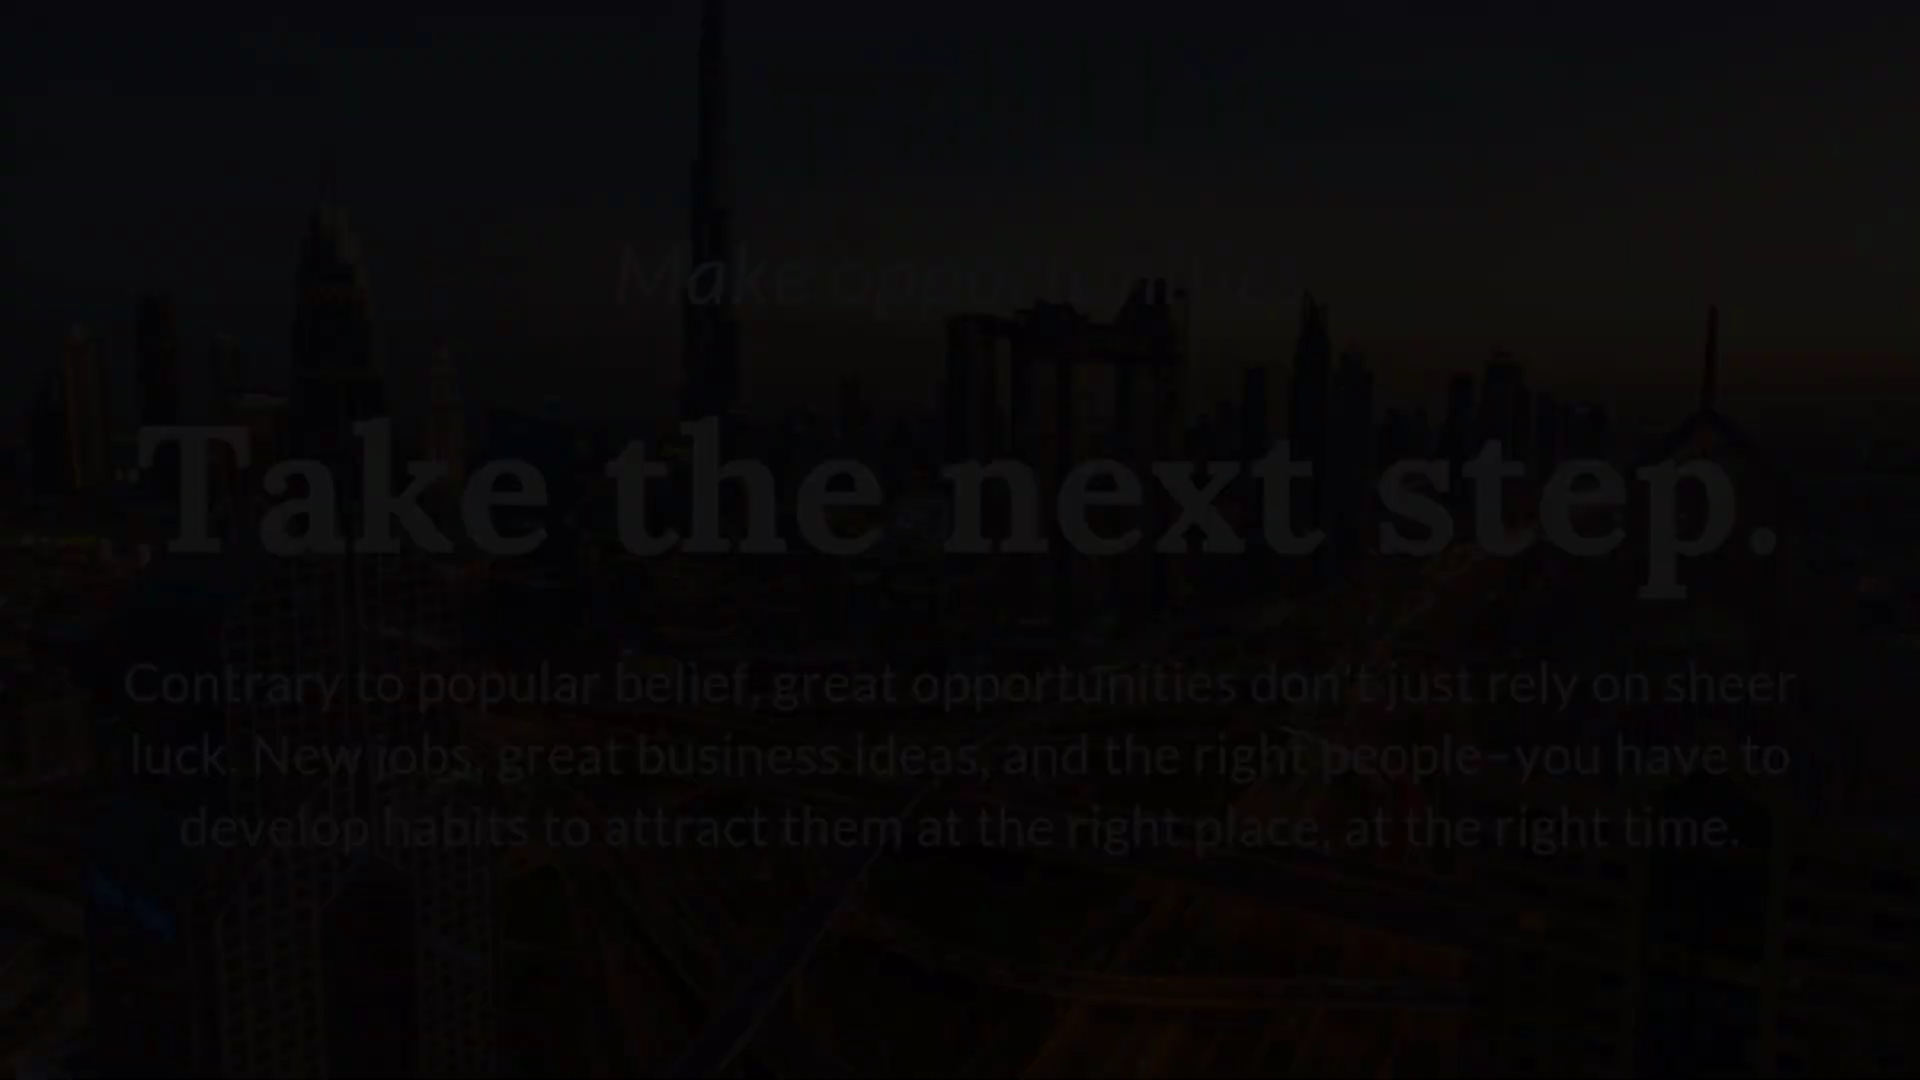 Make opportunities
Take the next step.
Contrary to popular belief, great opportunities don't just rely on sheer
luck. New jobs, great business ideas, and the right people–you have to
develop habits to attract them at the right place, at the right time.